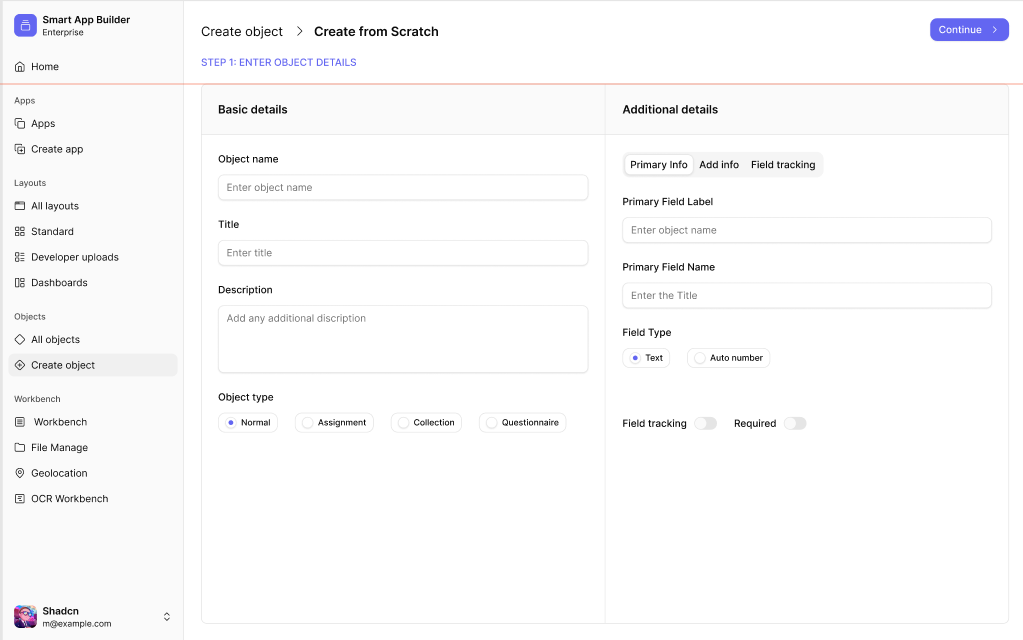 Smart App Builder
Enterprise
Home
Apps
Apps
Create app
Layouts
All layouts
Standard
Developer uploads
Dashboards
Objects
All objects
Create object
Workbench
Workbench
File Manage
Geolocation
OCR Workbench
Shadcn
m@example.com
Create object > Create from Scratch
Continue
STEP 1: ENTER OBJECT DETAILS
Basic details
Object name
Enter object name
Title
Enter title
Description
Add any additional discription
Object type
Normal Assignment Collection Questionnaire
Additional details
Primary Info Add info Field tracking
Primary Field Label
Enter object name
Primary Field Name
Enter the Title
Field Type
Text Auto number
Field tracking Required